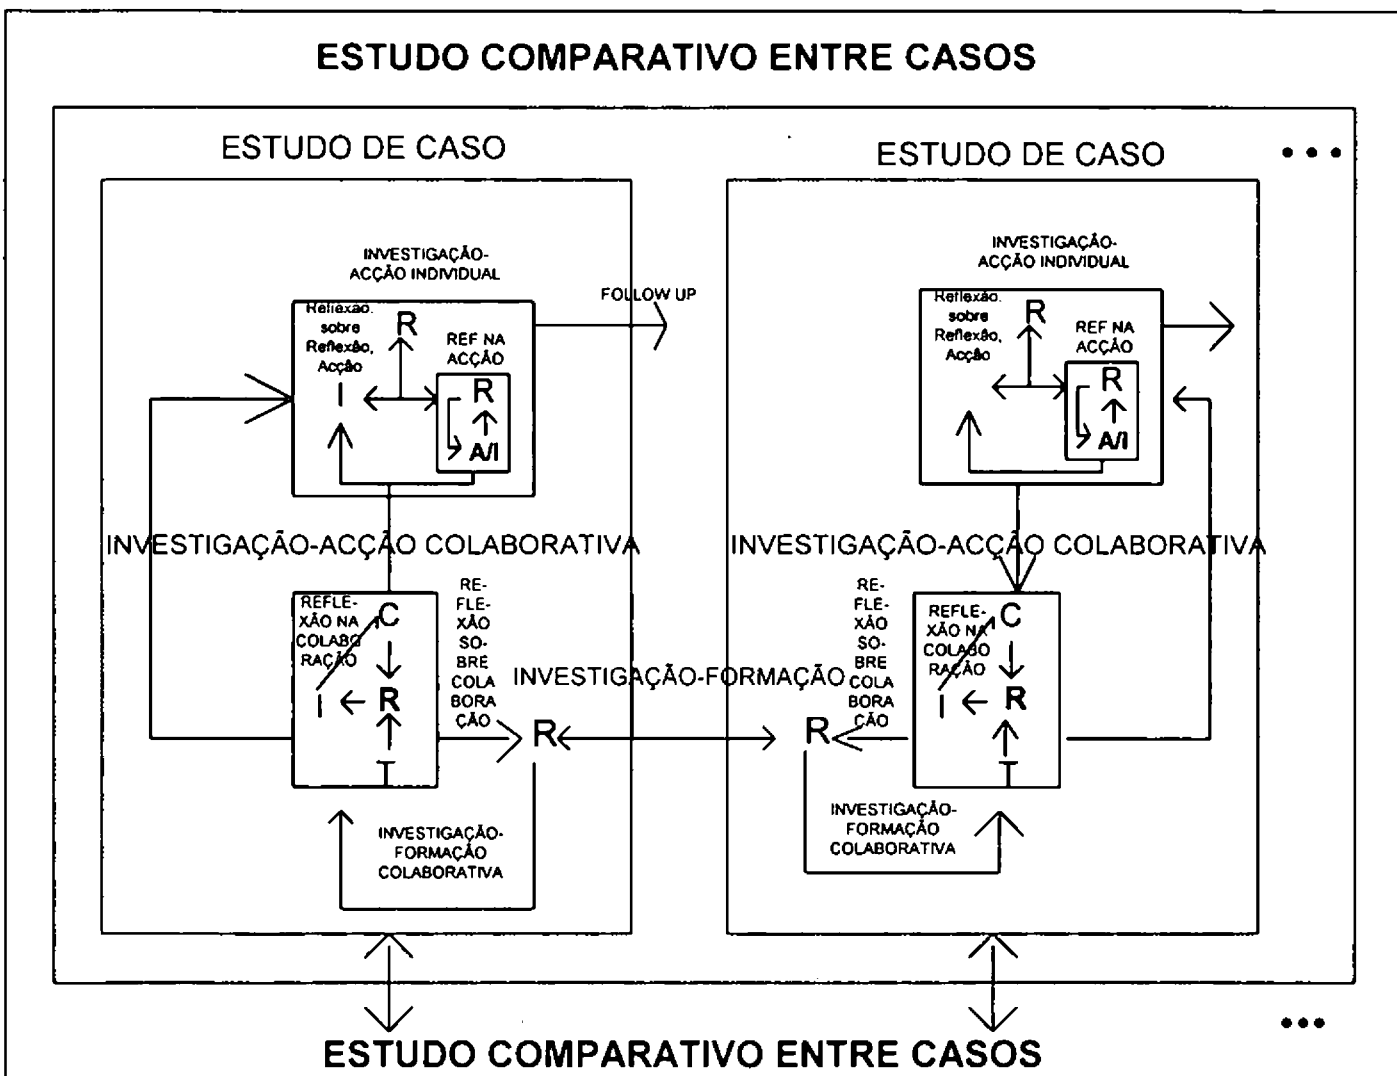 ESTUDO COMPARATIVO ENTRE CASOS
ESTUDO DE CASO
INVESTIGAÇÃO-
ACÇÃO INDIVIDUAL
FOLLOW UP
Reflexão.
sobre
Reflexão,
Acção
R
I
REF NA
ACÇÃO
R
A/I
INVESTIGAÇÃO-ACÇÃO COLABORATIVA
REFLE-
XÃO NA
COLABO
RAÇÃO
C
R
I
T
RE-
FLE-
XÃO
SO-
BRE
COLA
BORA
ÇÃO
R
INVESTIGAÇÃO-
FORMAÇÃO
COLABORATIVA
INVESTIGAÇÃO-FORMAÇÃO
ESTUDO DE CASO
•••
INVESTIGAÇÃO-
ACÇÃO INDIVIDUAL
Reflexão.
sobre
Reflexão,
Acção
R
REF NA
ACÇÃO
R
A/I
INVESTIGAÇÃO-ACÇÃO COLABORATIVA
RE-
FLE-
XÃO
SO-
BRE
COLA
BORA
ÇÃO
R
REFLE-
XÃO NA
COLABO
RAÇÃO
C
R
I
T
INVESTIGAÇÃO-
FORMAÇÃO
COLABORATIVA
•••
ESTUDO COMPARATIVO ENTRE CASOS